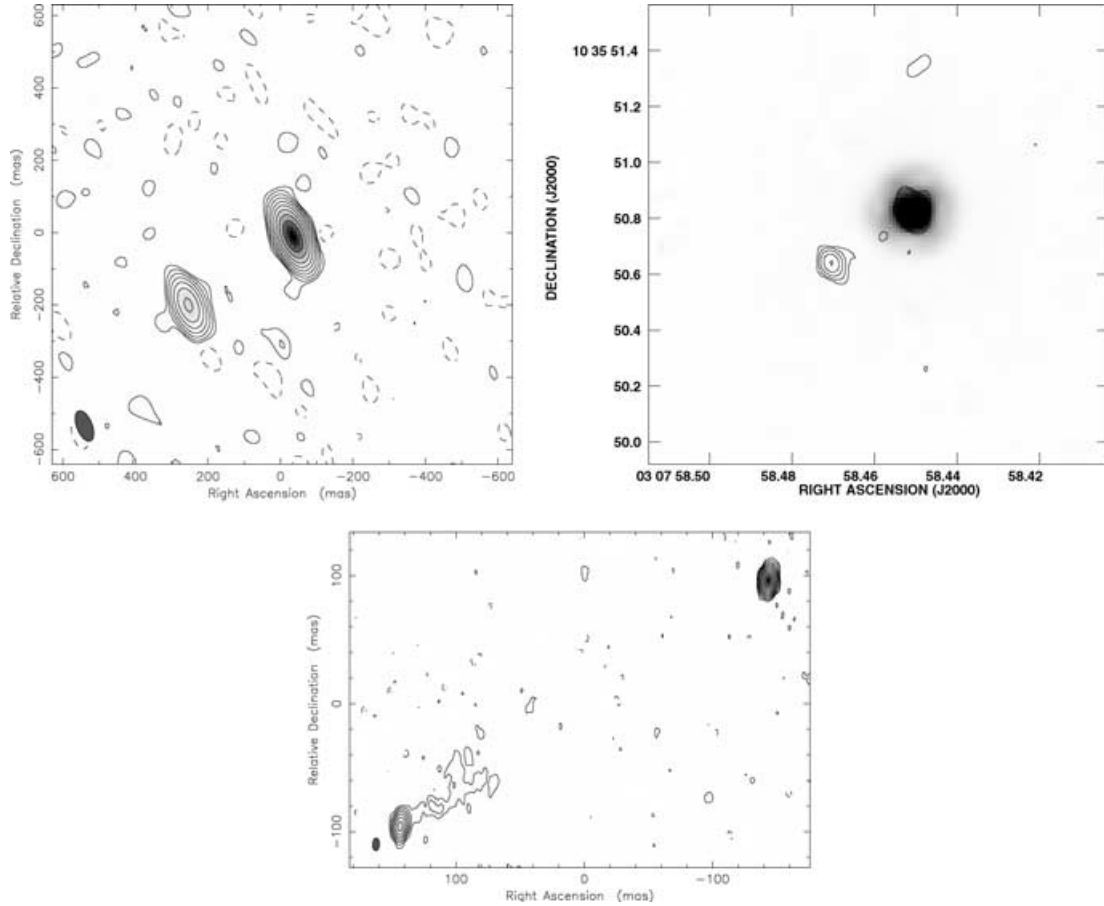 600
400
200
0
−200
−400
−600
Relative Declination (mas)
600 400 200 0 −200 −400 −600
Right Ascension (mas)
DECLINATION (J2000)
10 35 51.4
51.2
51.0
50.8
50.6
50.4
50.2
50.0
03 07 58.50 58.48 58.46 58.44 58.42
RIGHT ASCENSION (J2000)
100
0
−100
Relative Declination (mas)
100 0 −100
Right Ascension (mas)